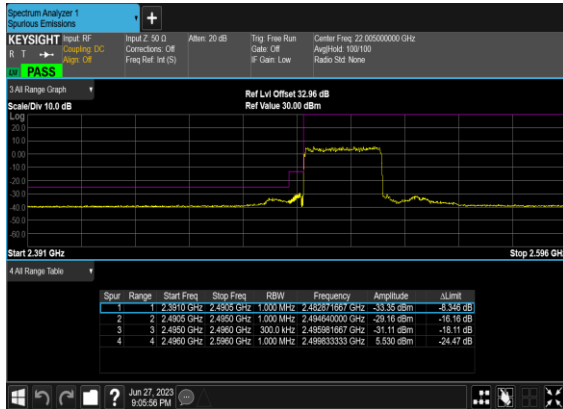 Spectrum Analyzer 1
Spurious Emissions
KEYSIGHT Input: RF Input Z: 50 Ω Atten: 20 dB Trig: Free Run Center Freq: 22.005000000 GHz
R T Coupling: DC Corrections: Off Gate: Off Avg|Hold: 100/100
Align: Off Freq Ref: Int (S) IF Gain: Low Radio Std: None
PASS
3 All Range Graph Ref Lvl Offset 32.96 dB
Scale/Div 10.0 dB Ref Value 30.00 dBm
Log
20.0
10.0
0.00
-10.0
-20.0
-30.0
-40.0
-50.0
-60.0
Start 2.391 GHz Stop 2.596 GH
4 All Range Table
Spur Range Start Freq Stop Freq RBW Frequency Amplitude ΔLimit
1 1 2.3910 GHz 2.4905 GHz 1.000 MHz 2.482871667 GHz -33.35 dBm -8.346 dB
2 2 2.4905 GHz 2.4950 GHz 1.000 MHz 2.494640000 GHz -29.16 dBm -16.16 dB
3 3 2.4950 GHz 2.4960 GHz 300.0 kHz 2.495981667 GHz -31.11 dBm -18.11 dB
4 4 2.4960 GHz 2.5960 GHz 1.000 MHz 2.499833333 GHz 5.530 dBm -24.47 dB
? Jun 27, 2023
9:05:56 PM